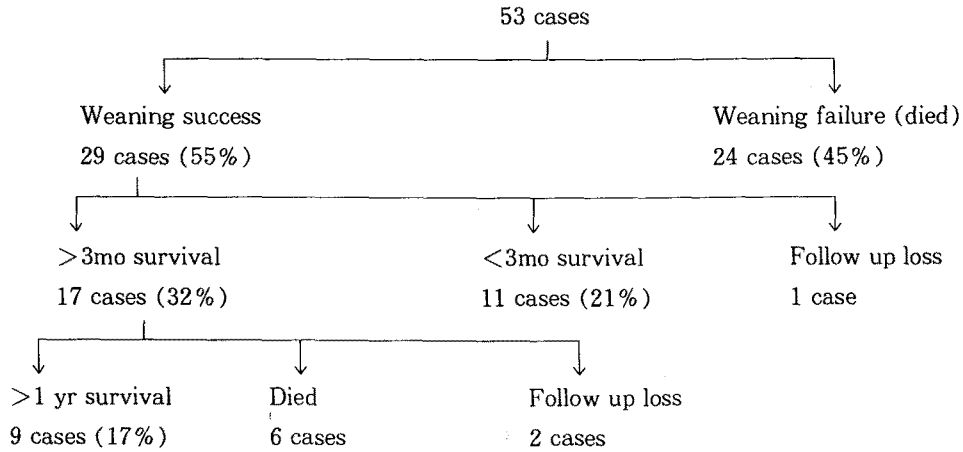 53 cases
Weaning success Weaning failure (died)
29 cases (55%) 24 cases (45%)
>3mo survival <3mo survival Follow up loss
17 cases (32%) 11 cases (21%) 1 case
>1 yr survival Died Follow up loss
9 cases (17%) 6 cases 2 cases